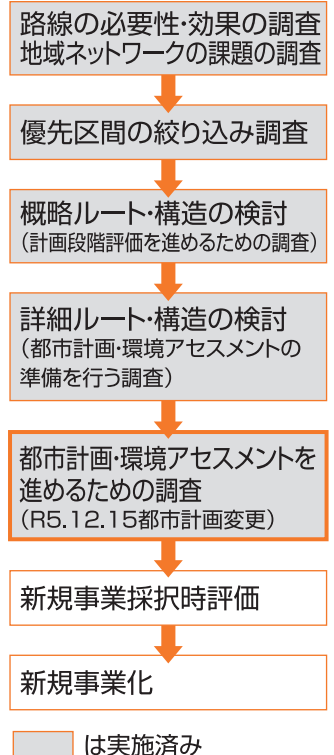 路線の必要性・効果の調査
地域ネットワークの課題の調査
優先区間の絞り込み調査
概略ルート・構造の検討
（計画段階評価を進めるための調査）
詳細ルート・構造の検討
（都市計画・環境アセスメントの
準備を行う調査）
都市計画・環境アセスメントを
進めるための調査
（R5.12.15都市計画変更）
新規事業採択時評価
新規事業化
は実施済み